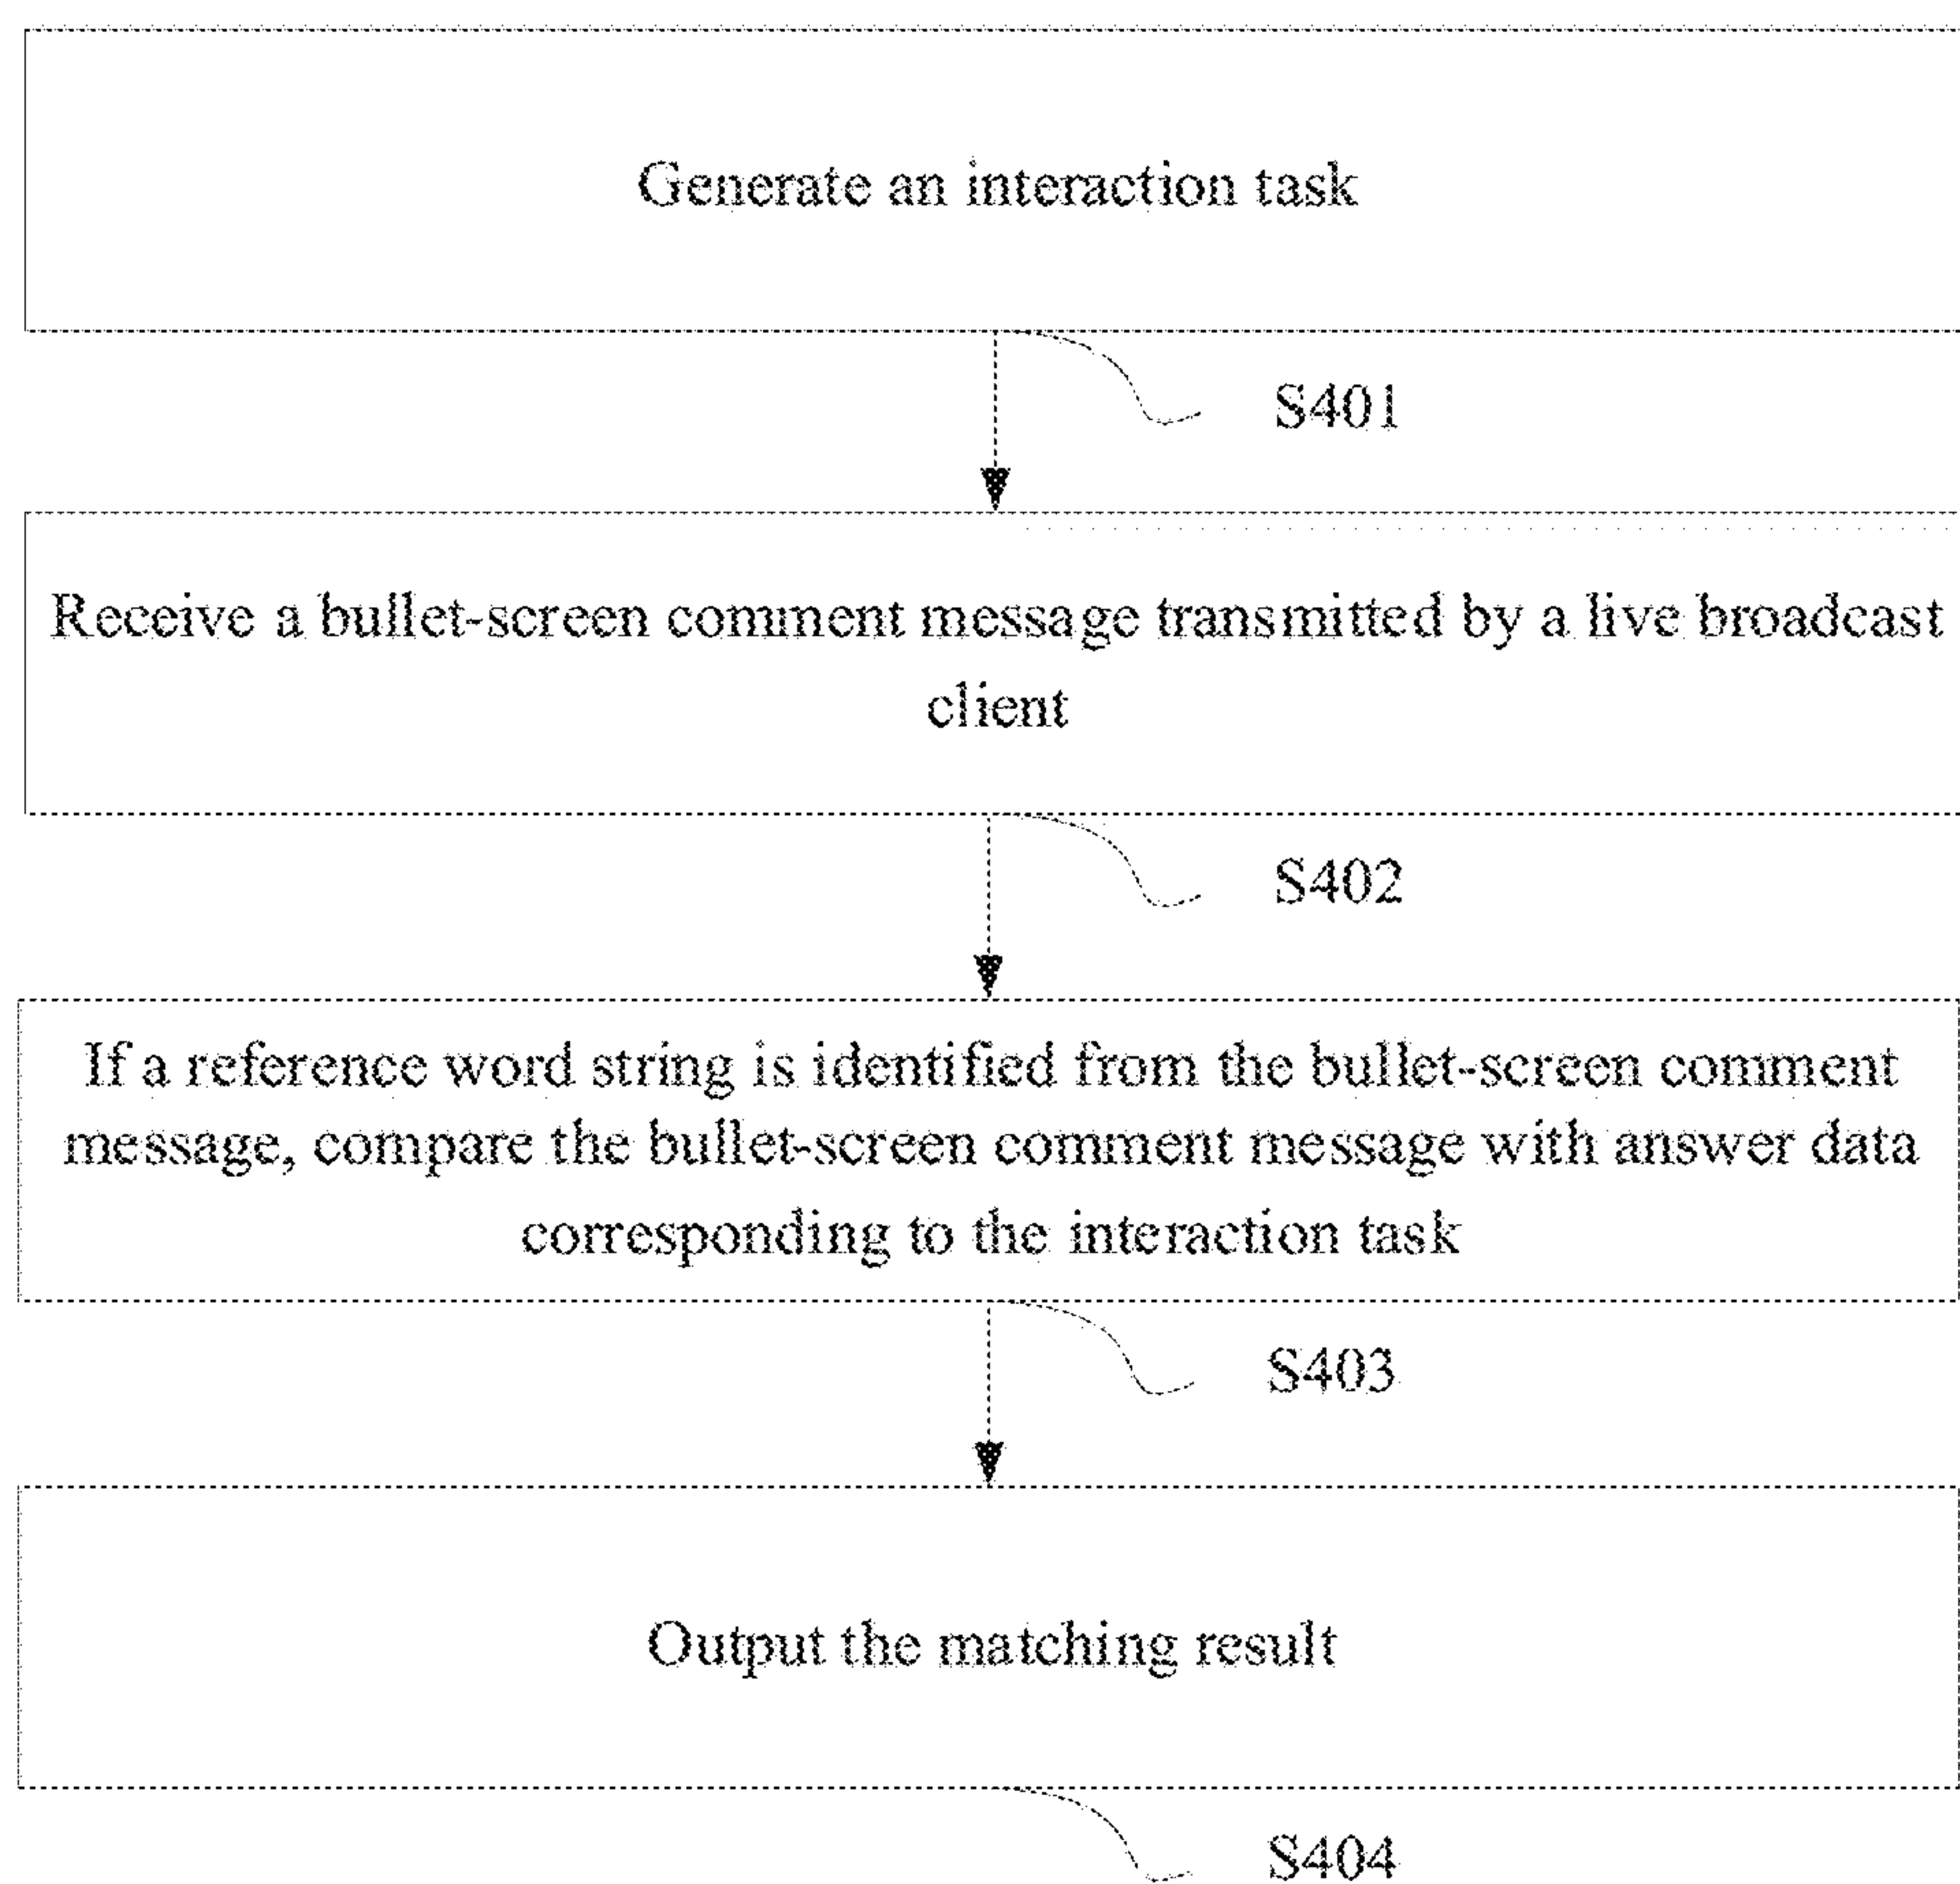 Generate an interaction task
S401
Receive a bullet-screen comment message transmitted by a live broadcast
client
S402
If a reference word string is identified from the bullet-screen comment
message, compare the bullet-screen comment message with answer data
corresponding to the interaction task
S403
Output the matching result
S404